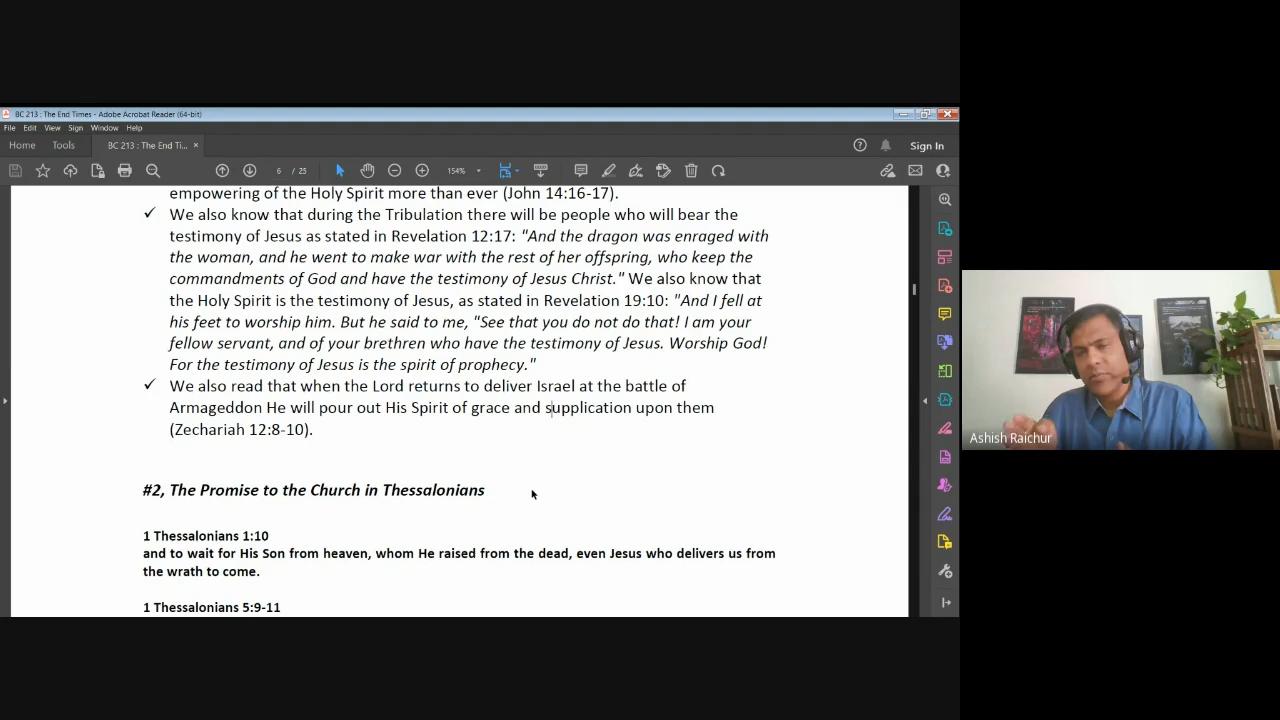 BC 213 : The End Times - Adobe Acrobat Reader (64-bit)
File Edit View Sign Window Help
Home Tools BC 213 : The End Ti... × Sign In
6 / 25 154%
empowering of the Holy Spirit more than ever (John 14:16-17).
✓ We also know that during the Tribulation there will be people who will bear the
testimony of Jesus as stated in Revelation 12:17: "And the dragon was enraged with
the woman, and he went to make war with the rest of her offspring, who keep the
commandments of God and have the testimony of Jesus Christ." We also know that
the Holy Spirit is the testimony of Jesus, as stated in Revelation 19:10: "And I fell at
his feet to worship him. But he said to me, "See that you do not do that! I am your
fellow servant, and of your brethren who have the testimony of Jesus. Worship God!
For the testimony of Jesus is the spirit of prophecy."
✓ We also read that when the Lord returns to deliver Israel at the battle of
Armageddon He will pour out His Spirit of grace and supplication upon them
(Zechariah 12:8-10).
#2, The Promise to the Church in Thessalonians
1 Thessalonians 1:10
and to wait for His Son from heaven, whom He raised from the dead, even Jesus who delivers us from
the wrath to come.
1 Thessalonians 5:9-11
Ashish Raichur